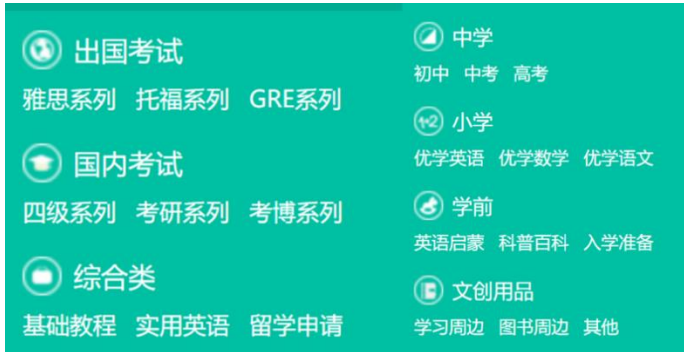 出国考试
雅思系列 托福系列 GRE系列
国内考试
四级系列 考研系列 考博系列
综合类
基础教程 实用英语 留学申请
中学
初中 中考 高考
小学
优学英语 优学数学 优学语文
学前
英语启蒙 科普百科 入学准备
文创用品
学习周边 图书周边 其他